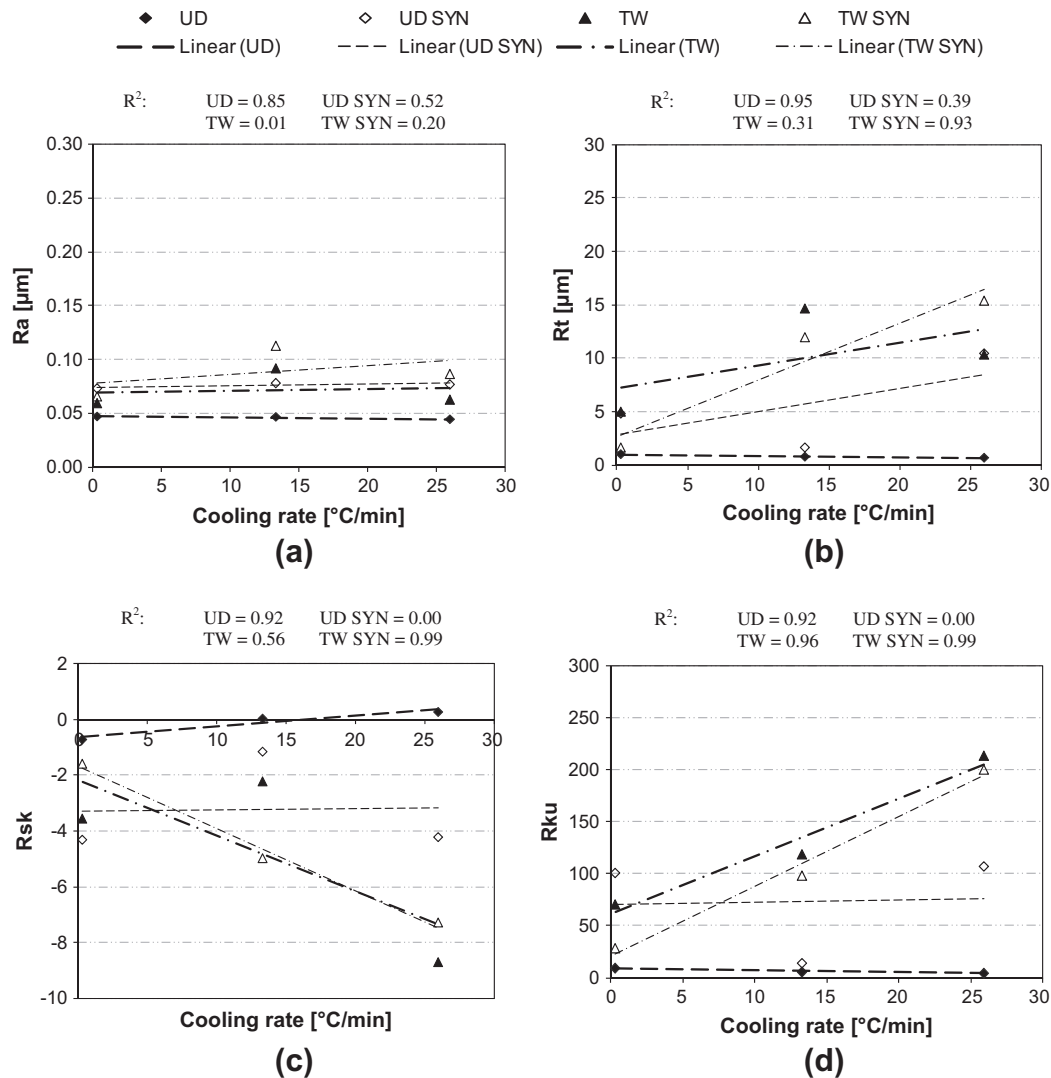 UD UD SYN TW TW SYN
Linear (UD) Linear (UD SYN) Linear (TW) Linear (TW SYN)
R²: UD = 0.85 UD SYN = 0.52
TW = 0.01 TW SYN = 0.20
0.30
0.25
0.20
0.15
0.10
0.05
0.00
Ra [µm]
0 5 10 15 20 25 30
Cooling rate [°C/min]
(a)
R²: UD = 0.95 UD SYN = 0.39
TW = 0.31 TW SYN = 0.93
30
25
20
15
10
5
0
Rt [µm]
0 5 10 15 20 25 30
Cooling rate [°C/min]
(b)
R²: UD = 0.92 UD SYN = 0.00
TW = 0.56 TW SYN = 0.99
2
0
-2
-4
-6
-8
-10
Rsk
0 5 10 15 20 25 30
Cooling rate [°C/min]
(c)
R²: UD = 0.92 UD SYN = 0.00
TW = 0.96 TW SYN = 0.99
300
250
200
150
100
50
0
Rku
0 5 10 15 20 25 30
Cooling rate [°C/min]
(d)